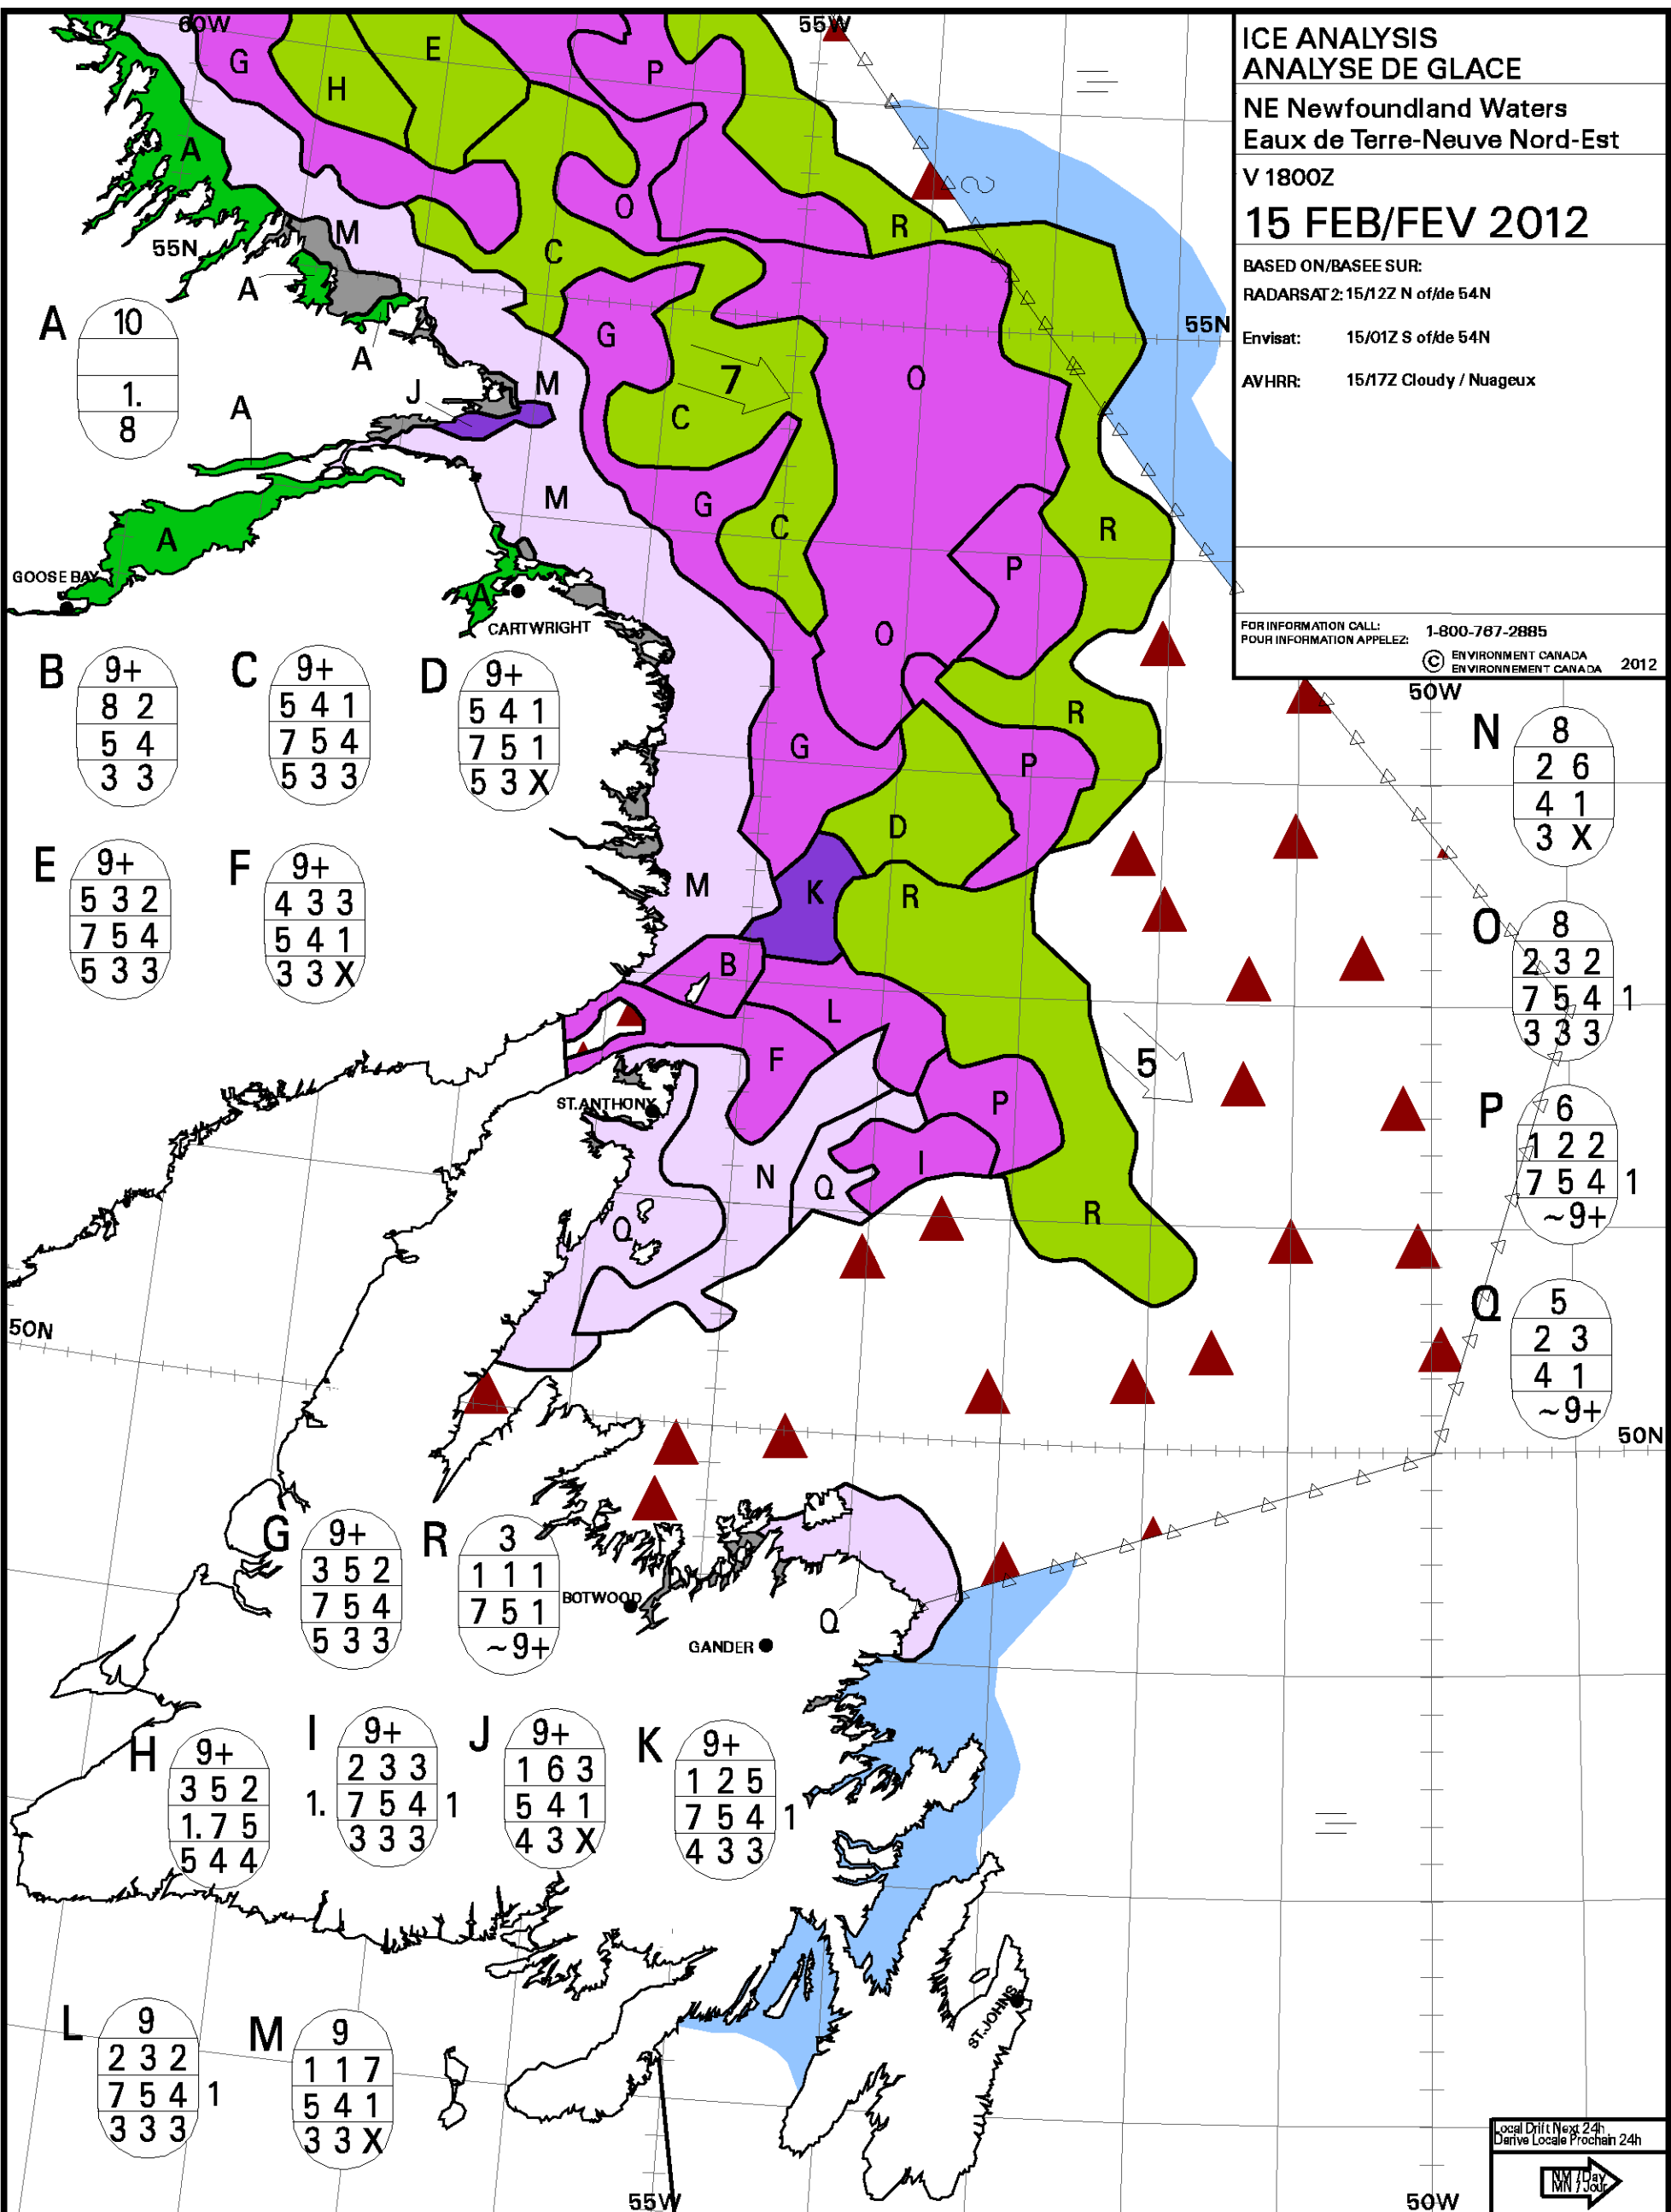 60W
55W
G
H
E
P
ICE ANALYSIS
ANALYSE DE GLACE
NE Newfoundland Waters
Eaux de Terre-Neuve Nord-Est
V 1800Z
15 FEB/FEV 2012
BASED ON/BASEE SUR:
RADARSAT2: 15/12Z N of/de 54N
Envisat: 15/01Z S of/de 54N
AVHRR: 15/17Z Cloudy / Nuageux
FOR INFORMATION CALL:
POUR INFORMATION APPELEZ: 1-800-767-2885
© ENVIRONMENT CANADA
ENVIRONNEMENT CANADA 2012
A
O
R
M
C
55N
A
A
A
10
1.
8
55N
G
7
O
C
J
M
A
M
G
C
R
A
P
GOOSE BAY
A
CARTWRIGHT
O
B
9+
8 2
5 4
3 3
C
9+
5 4 1
7 5 4
5 3 3
D
9+
5 4 1
7 5 1
5 3 X
50W
R
G
P
N
8
2 6
4 1
3 X
D
E
9+
5 3 2
7 5 4
5 3 3
F
9+
4 3 3
5 4 1
3 3 X
M
K
R
O
8
2 3 2
7 5 4 1
3 3 3
B
L
F
5
ST.ANTHONY
P
P
6
1 2 2
7 5 4 1
~9+
N
Q
I
Q
R
Q
5
2 3
4 1
~9+
50N
50N
G
9+
3 5 2
7 5 4
5 3 3
R
3
1 1 1
7 5 1
~9+
BOTWOOD
Q
GANDER
H
9+
3 5 2
1. 7 5
5 4 4
I
9+
2 3 3
1. 7 5 4 1
3 3 3
J
9+
1 6 3
5 4 1
4 3 X
K
9+
1 2 5
7 5 4 1
4 3 3
ST.JOHNS
L
9
2 3 2
7 5 4 1
3 3 3
M
9
1 1 7
5 4 1
3 3 X
Local Drift Next 24h
Derive Locale Prochain 24h
NM / Day
MN / Jour
55W
50W